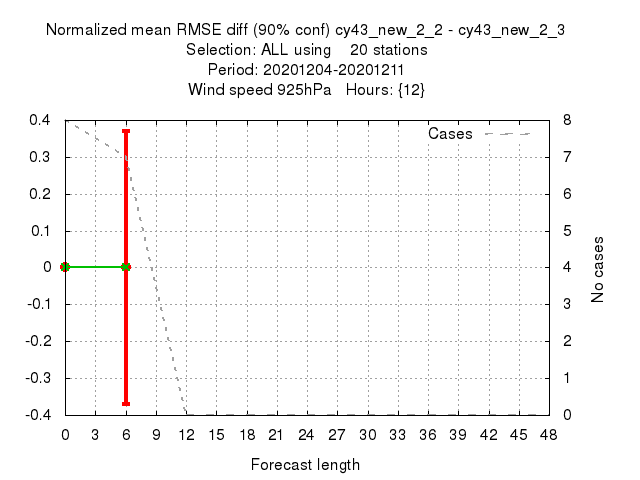 Normalized mean RMSE diff (90% conf) cy43_new_2_2 - cy43_new_2_3
Selection: ALL using 20 stations
Period: 20201204-20201211
Wind speed 925hPa Hours: {12}
Cases
0.4
0.3
0.2
0.1
0
-0.1
-0.2
-0.3
-0.4
8
7
6
5
4
3
2
1
0
No cases
0 3 6 9 12 15 18 21 24 27 30 33 36 39 42 45 48
Forecast length